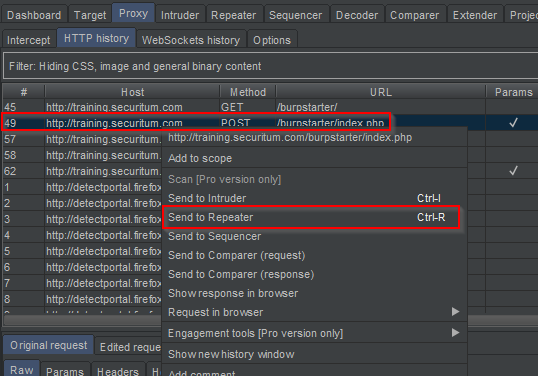 Dashboard Target Proxy Intruder Repeater Sequencer Decoder Comparer Extender Projec
Intercept HTTP history WebSockets history Options
Filter: Hiding CSS, image and general binary content
# Host Method URL Params
45 http://training.securitum.com GET /burpstarter/
49 http://training.securitum.com POST /burpstarter/index.php ✓
57 http://training.securitum
58 http://training.securitum
62 http://training.securitum ✓
1 http://detectportal.firefox
2 http://detectportal.firefox
3 http://detectportal.firefox
4 http://detectportal.firefox
5 http://detectportal.firefox
6 http://detectportal.firefox
7 http://detectportal.firefox
8 http://detectportal.firefox
http://training.securitum.com/burpstarter/index.php
Add to scope
Scan [Pro version only]
Send to Intruder Ctrl-I
Send to Repeater Ctrl-R
Send to Sequencer
Send to Comparer (request)
Send to Comparer (response)
Show response in browser
Request in browser
Engagement tools [Pro version only]
Show new history window
Add comment
Original request Edited reque
Raw Params Headers H